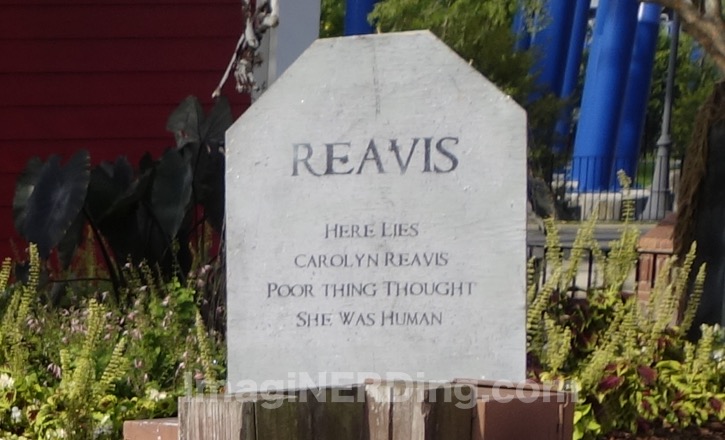 REAVIS
HERE LIES
CAROLYN REAVIS
POOR THING THOUGHT
SHE WAS HUMAN
ImagiNERDing.com